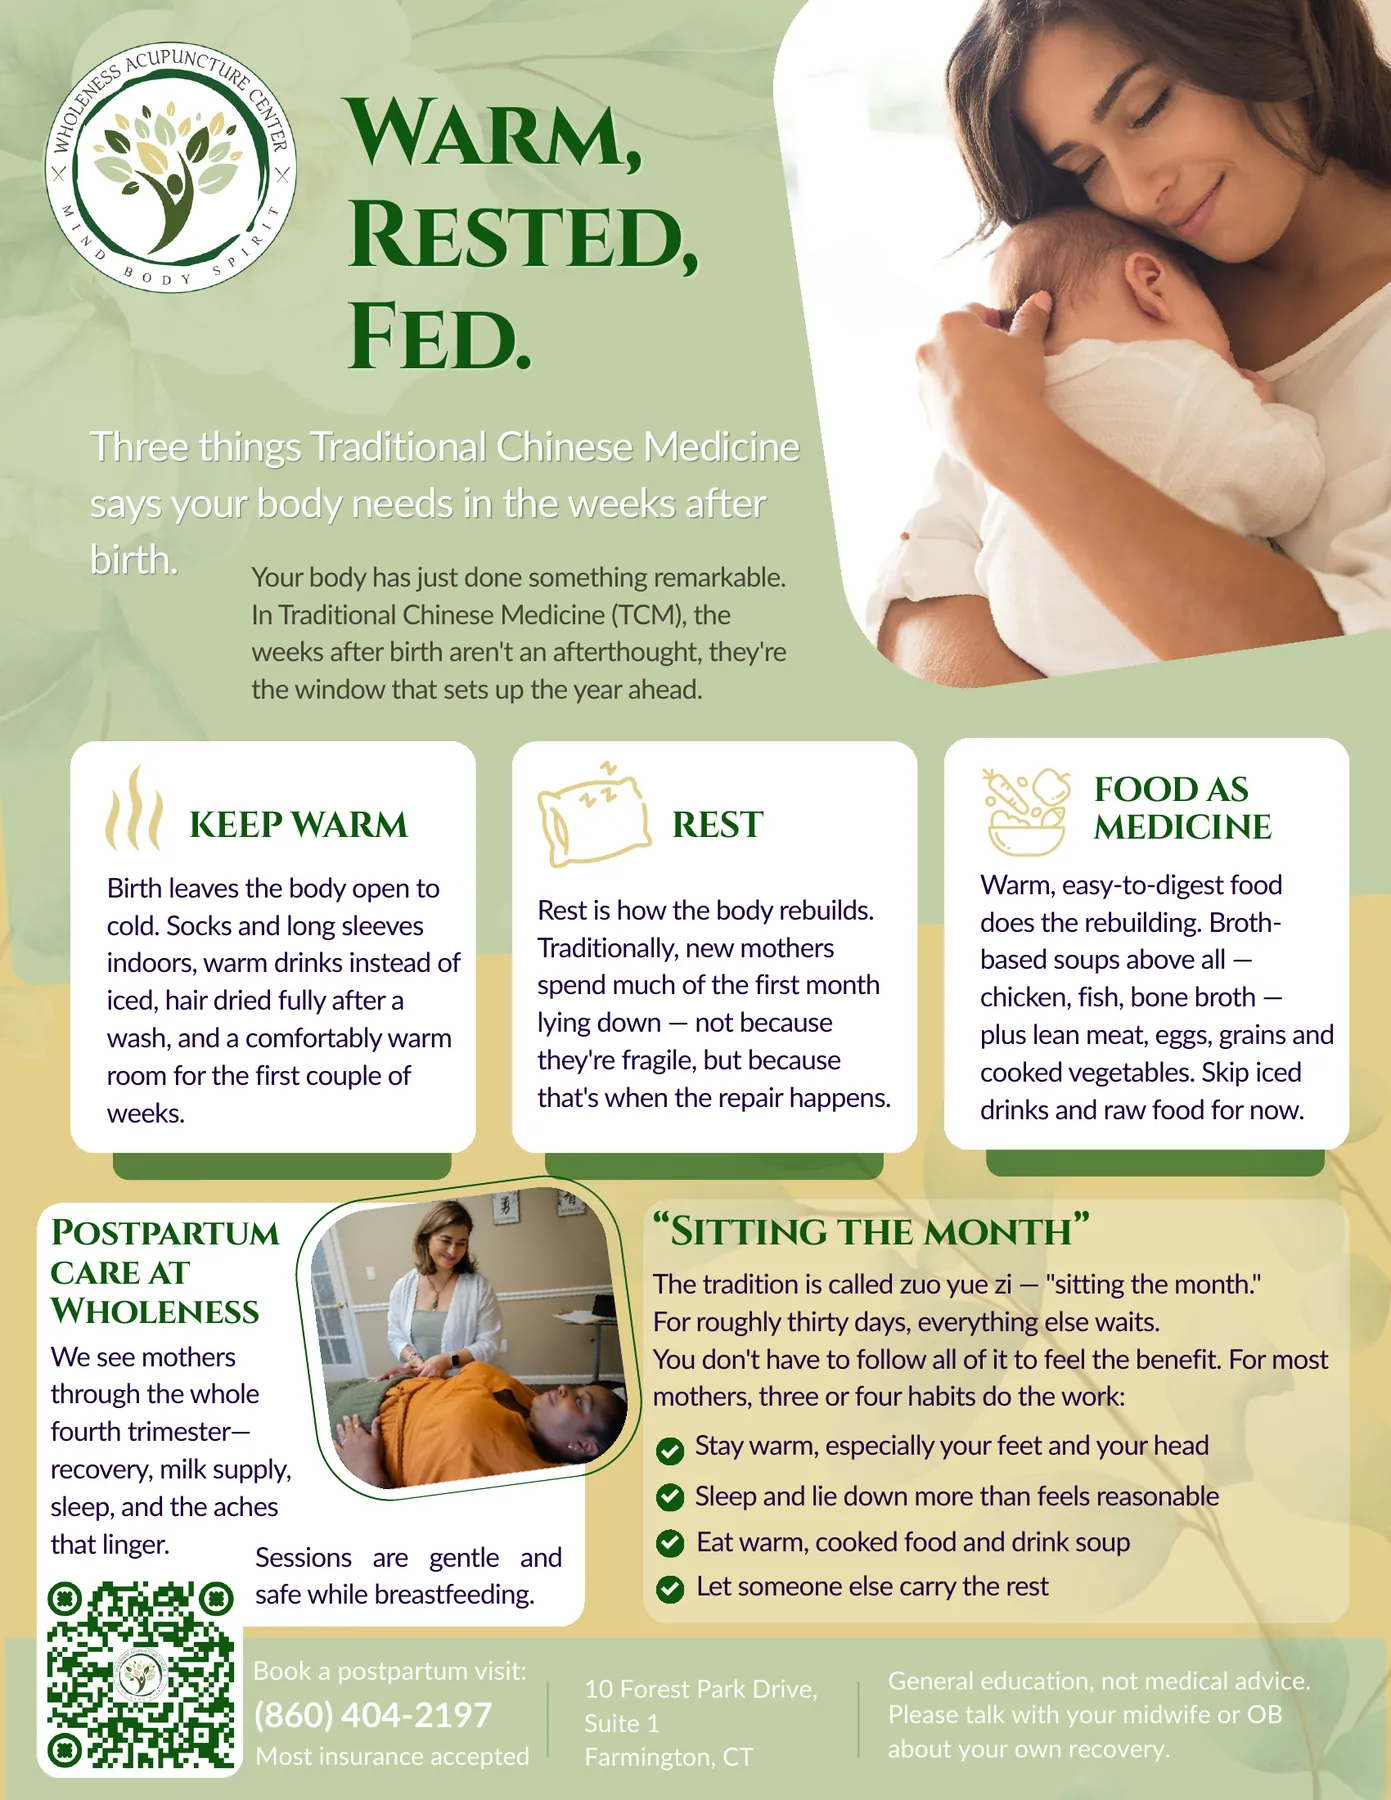 WHOLENESS ACUPUNCTURE CENTER
MIND BODY SPIRIT
WARM,
RESTED,
FED.
Three things Traditional Chinese Medicine
says your body needs in the weeks after
birth.
Your body has just done something remarkable.
In Traditional Chinese Medicine (TCM), the
weeks after birth aren't an afterthought, they're
the window that sets up the year ahead.
KEEP WARM
Birth leaves the body open to
cold. Socks and long sleeves
indoors, warm drinks instead of
iced, hair dried fully after a
wash, and a comfortably warm
room for the first couple of
weeks.
REST
Rest is how the body rebuilds.
Traditionally, new mothers
spend much of the first month
lying down — not because
they're fragile, but because
that's when the repair happens.
FOOD AS
MEDICINE
Warm, easy-to-digest food
does the rebuilding. Broth-
based soups above all —
chicken, fish, bone broth —
plus lean meat, eggs, grains and
cooked vegetables. Skip iced
drinks and raw food for now.
POSTPARTUM
CARE AT
WHOLENESS
We see mothers
through the whole
fourth trimester—
recovery, milk supply,
sleep, and the aches
that linger.
Sessions are gentle and
safe while breastfeeding.
“SITTING THE MONTH”
The tradition is called zuo yue zi — "sitting the month."
For roughly thirty days, everything else waits.
You don't have to follow all of it to feel the benefit. For most
mothers, three or four habits do the work:
Stay warm, especially your feet and your head
Sleep and lie down more than feels reasonable
Eat warm, cooked food and drink soup
Let someone else carry the rest
Book a postpartum visit:
(860) 404-2197
Most insurance accepted
10 Forest Park Drive,
Suite 1
Farmington, CT
General education, not medical advice.
Please talk with your midwife or OB
about your own recovery.